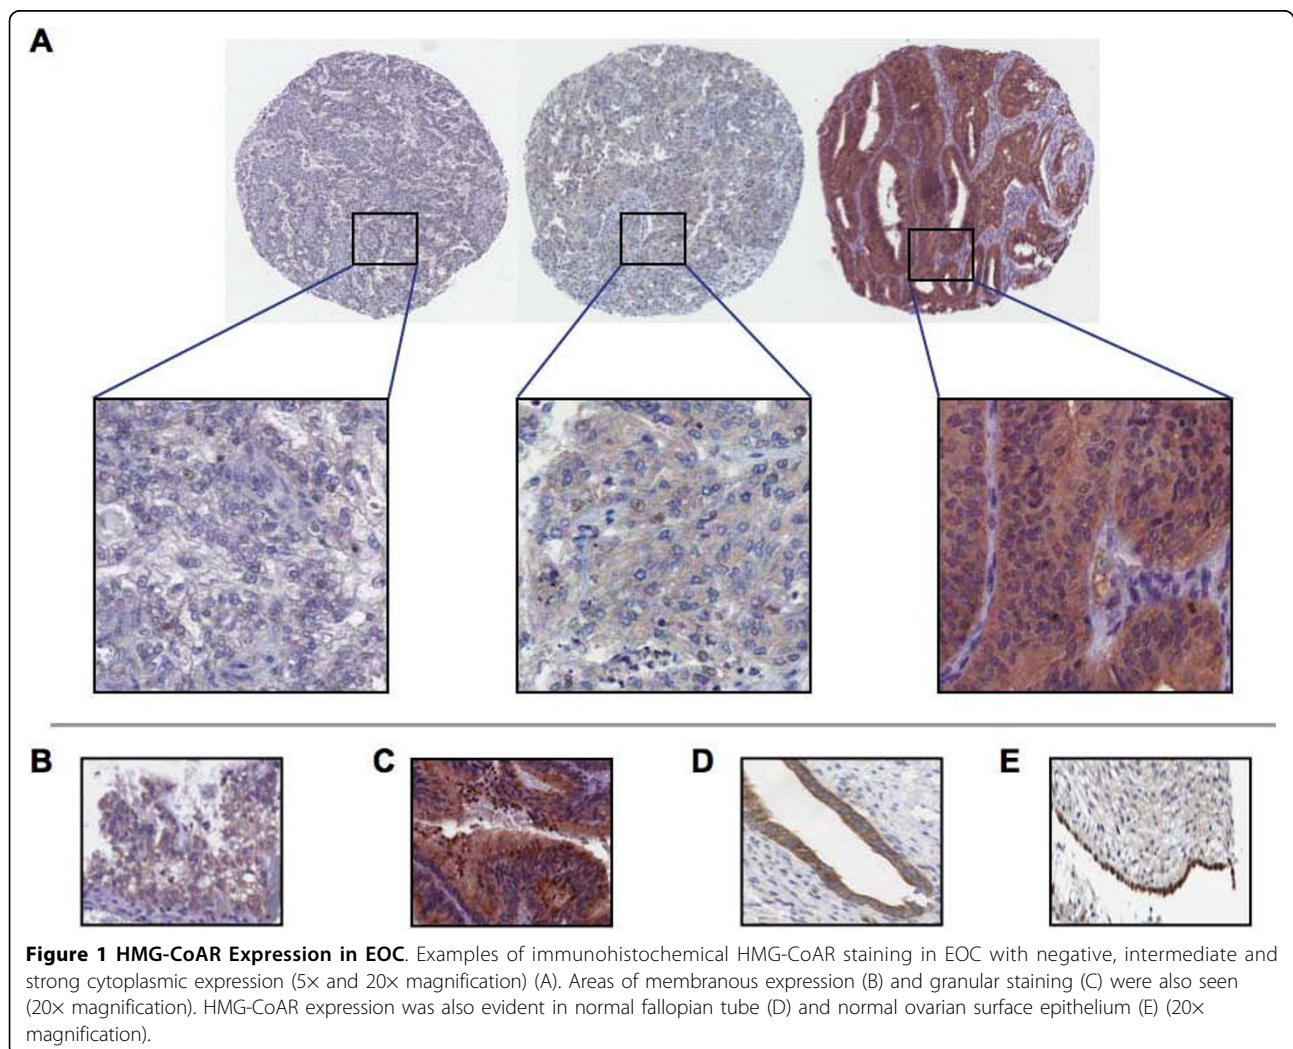 A
B
C
D
E
Figure 1 HMG-CoAR Expression in EOC. Examples of immunohistochemical HMG-CoAR staining in EOC with negative, intermediate and
strong cytoplasmic expression (5× and 20× magnification) (A). Areas of membranous expression (B) and granular staining (C) were also seen
(20× magnification). HMG-CoAR expression was also evident in normal fallopian tube (D) and normal ovarian surface epithelium (E) (20×
magnification).